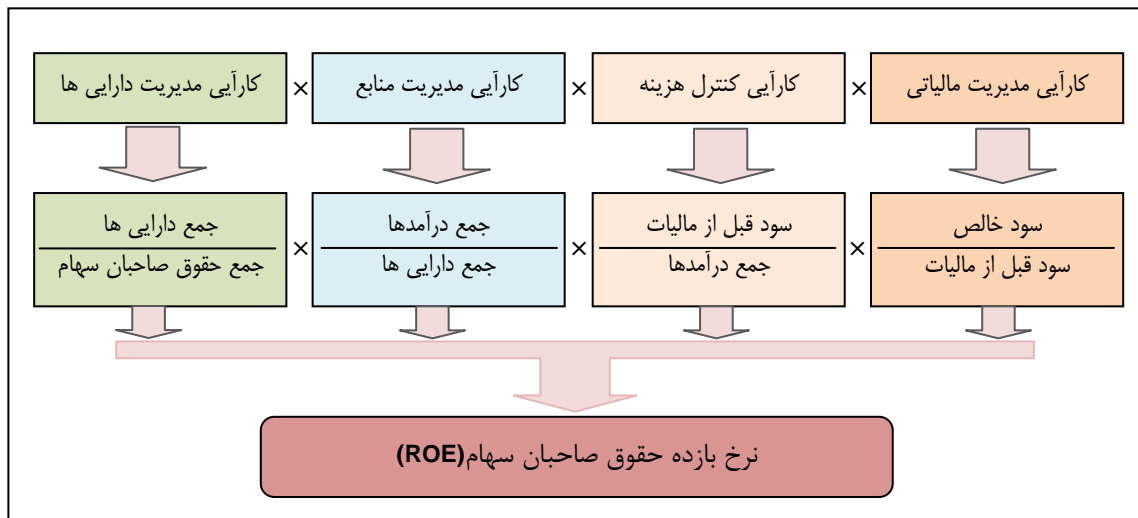 کارآیی مدیریت مالیاتی × کارآیی کنترل هزینه × کارآیی مدیریت منابع × کارآیی مدیریت دارایی ها
سود خالص
سود قبل از مالیات
×
سود قبل از مالیات
جمع درآمدها
×
جمع درآمدها
جمع دارایی ها
×
جمع دارایی ها
جمع حقوق صاحبان سهام
نرخ بازده حقوق صاحبان سهام(ROE)